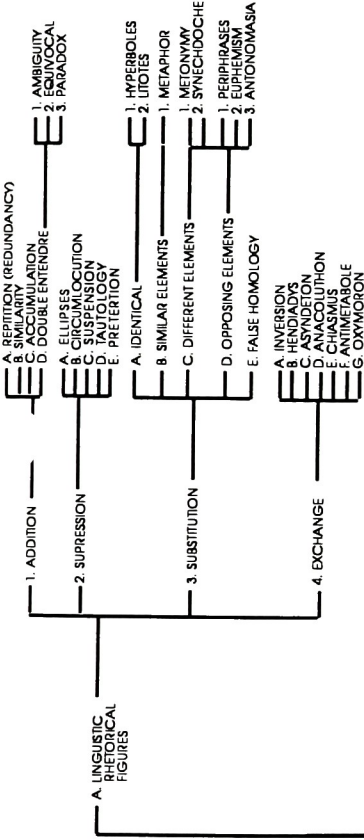 A. LINGUISTIC
RHETORICAL
FIGURES
1. ADDITION
A. REPTITION (REDUNDANCY)
B. SIMILARITY
C. ACCUMULATION
D. DOUBLE ENTENDRE
1. AMBIGUITY
2. EQUIVOCAL
3. PARADOX
2. SUPRESSION
A. ELLIPSES
B. CIRCUMLOCUTION
C. SUSPENSION
D. TAUTOLOGY
E. PRETERTION
3. SUBSTITUTION
A. IDENTICAL
1. HYPERBOLES
2. LITOTES
B. SIMILAR ELEMENTS
1. METAPHOR
C. DIFFERENT ELEMENTS
1. METONYMY
2. SYNECHDOCHE
D. OPPOSING ELEMENTS
1. PERIPHRASES
2. EUPHEMISM
3. ANTONOMASIA
E. FALSE HOMOLOGY
4. EXCHANGE
A. INVERSION
B. HENDIADYS
C. ASYNDETON
D. ANACOLUTHON
E. CHIASMUS
F. ANTIMETABOLE
G. OXYMORON